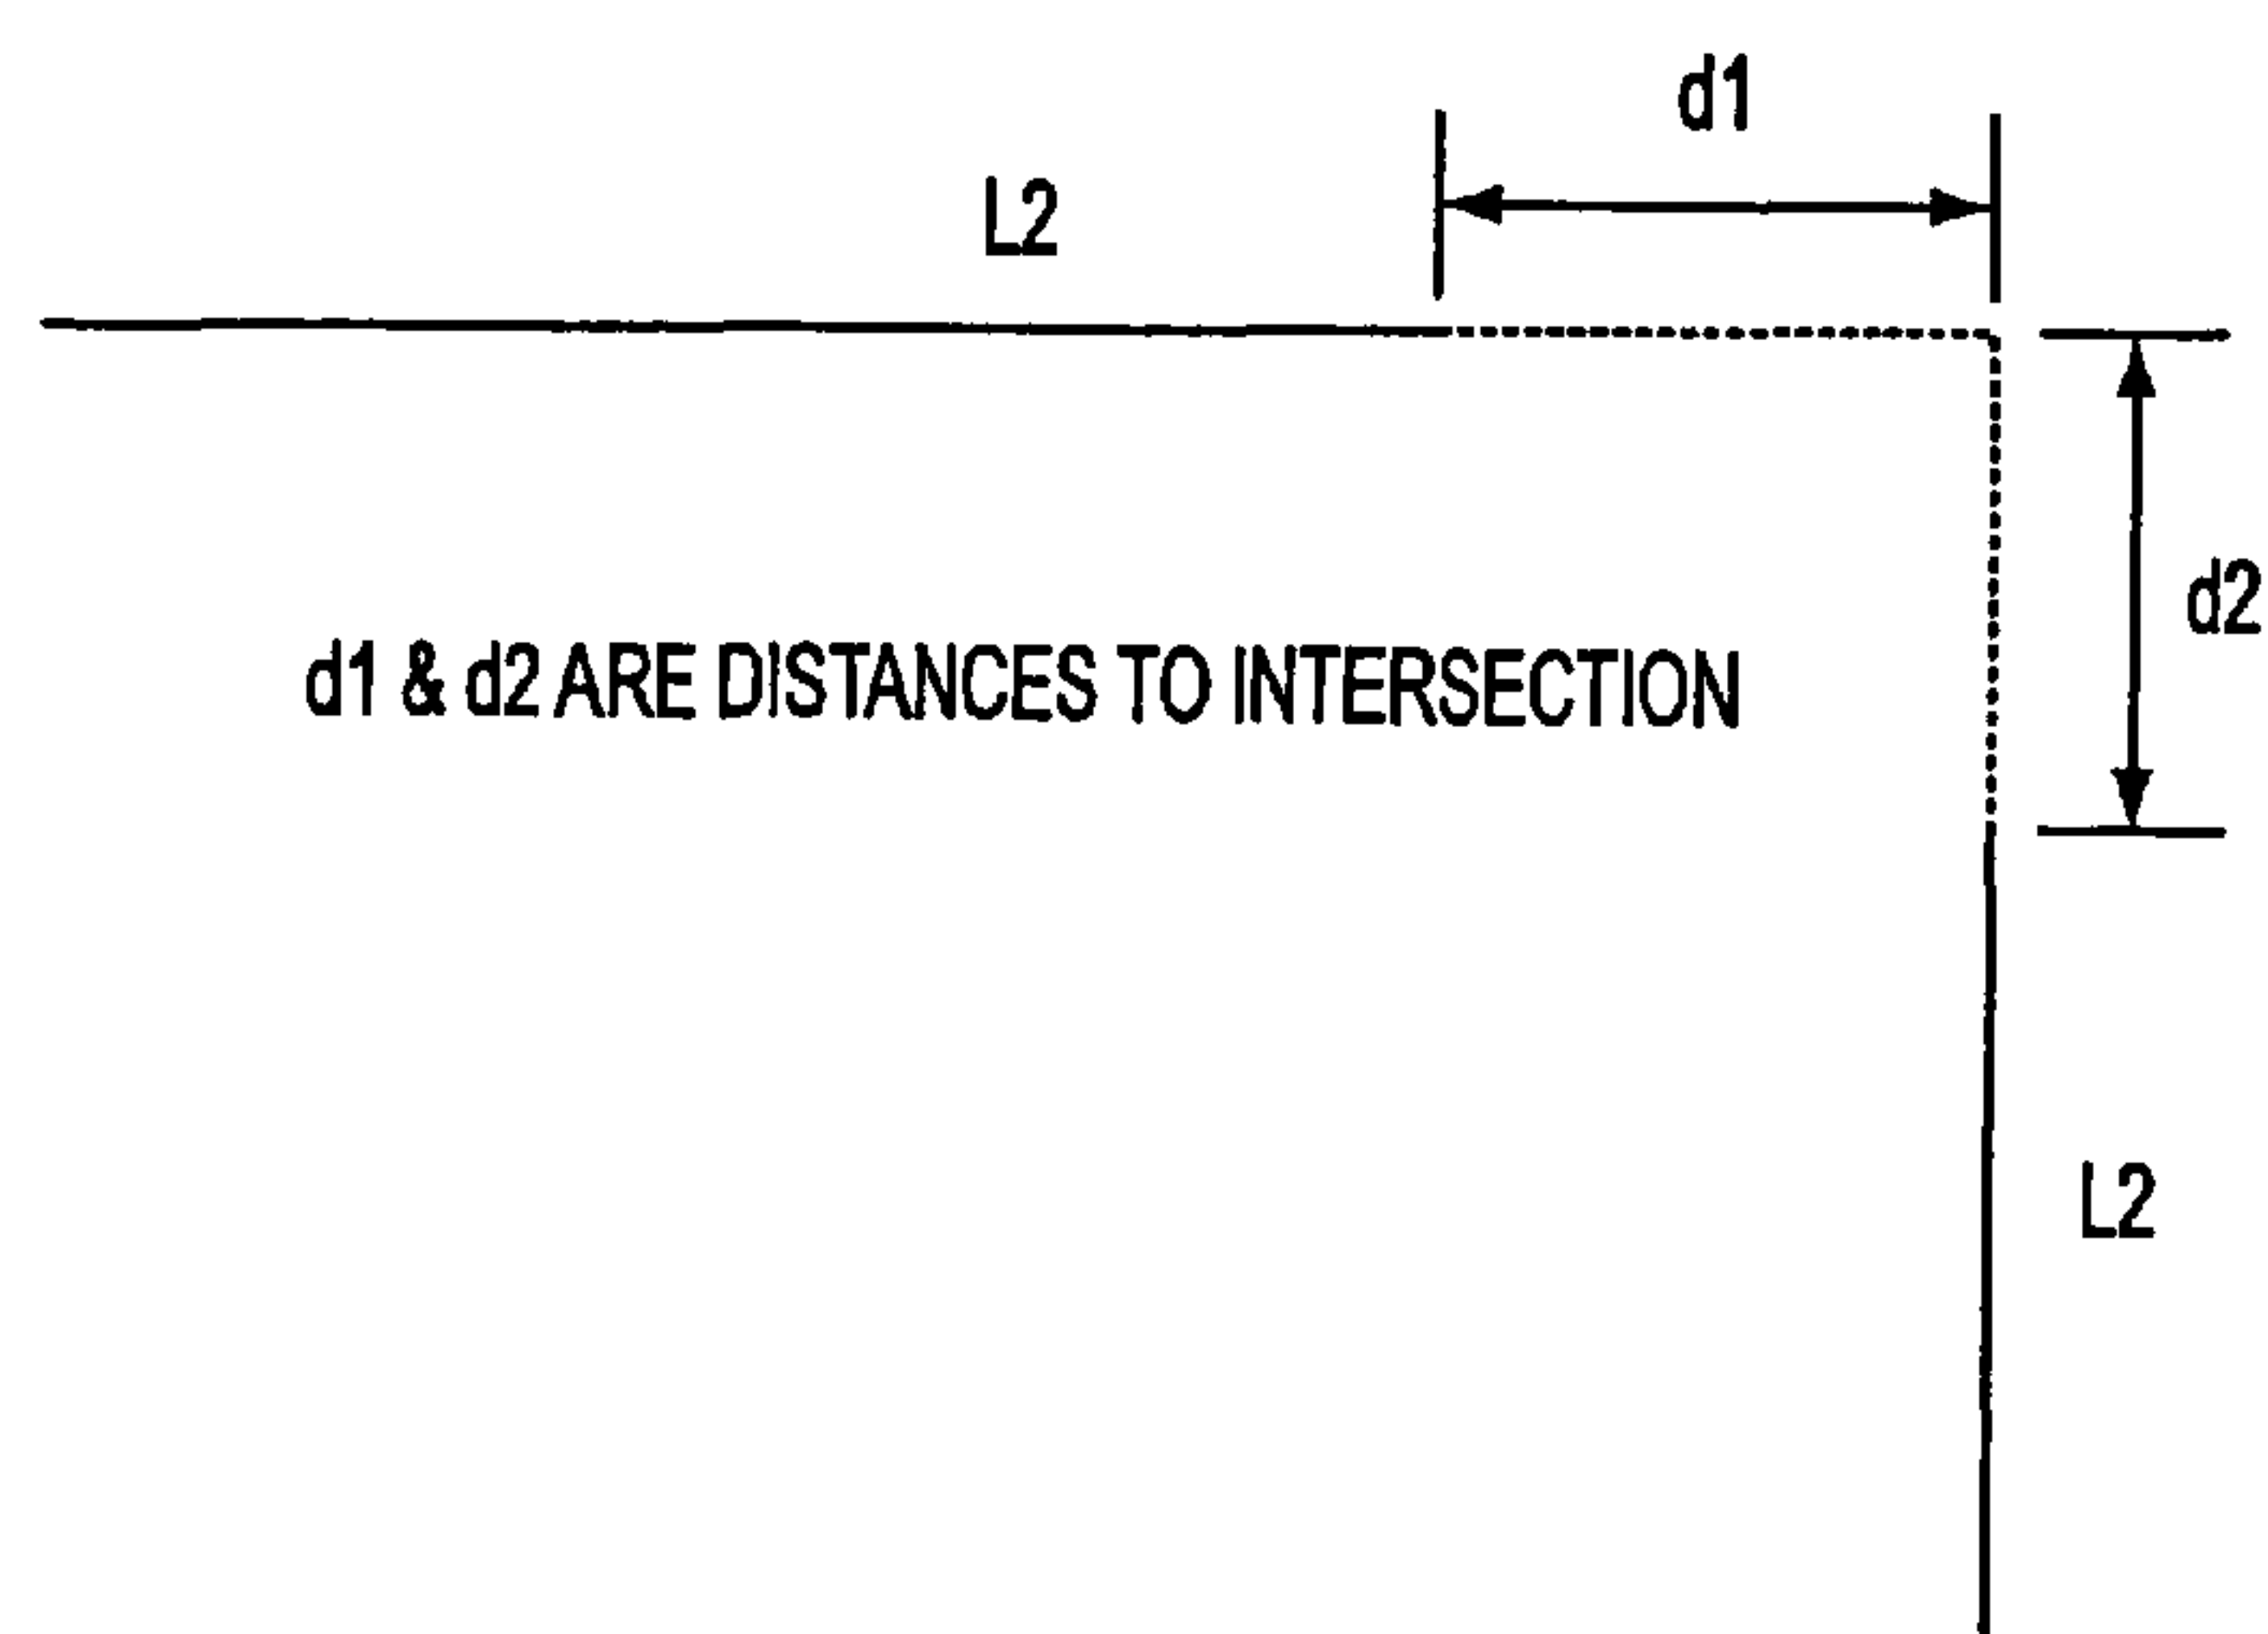 d1
L2
d2
d1 & d2 ARE DISTANCES TO INTERSECTION
L2